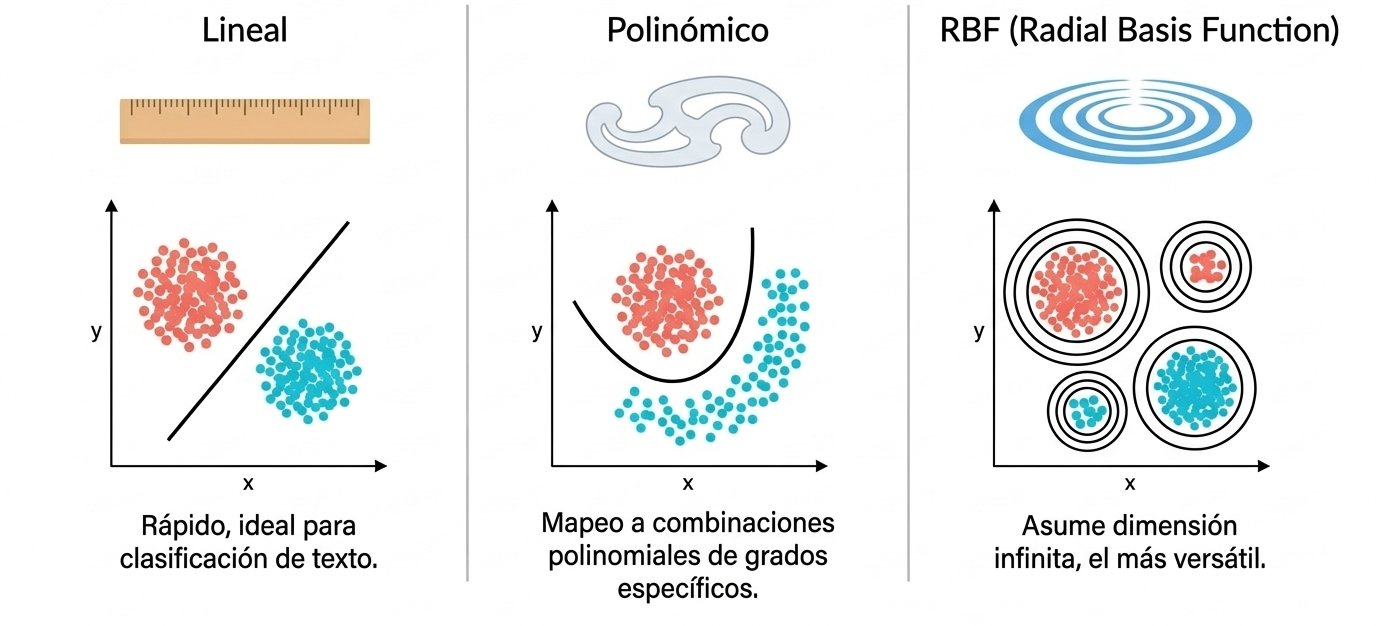 Lineal
Polinómico
RBF (Radial Basis Function)
y
x
y
x
y
x
Rápido, ideal para
clasificación de texto.
Mapeo a combinaciones
polinomiales de grados
específicos.
Asume dimensión
infinita, el más versátil.